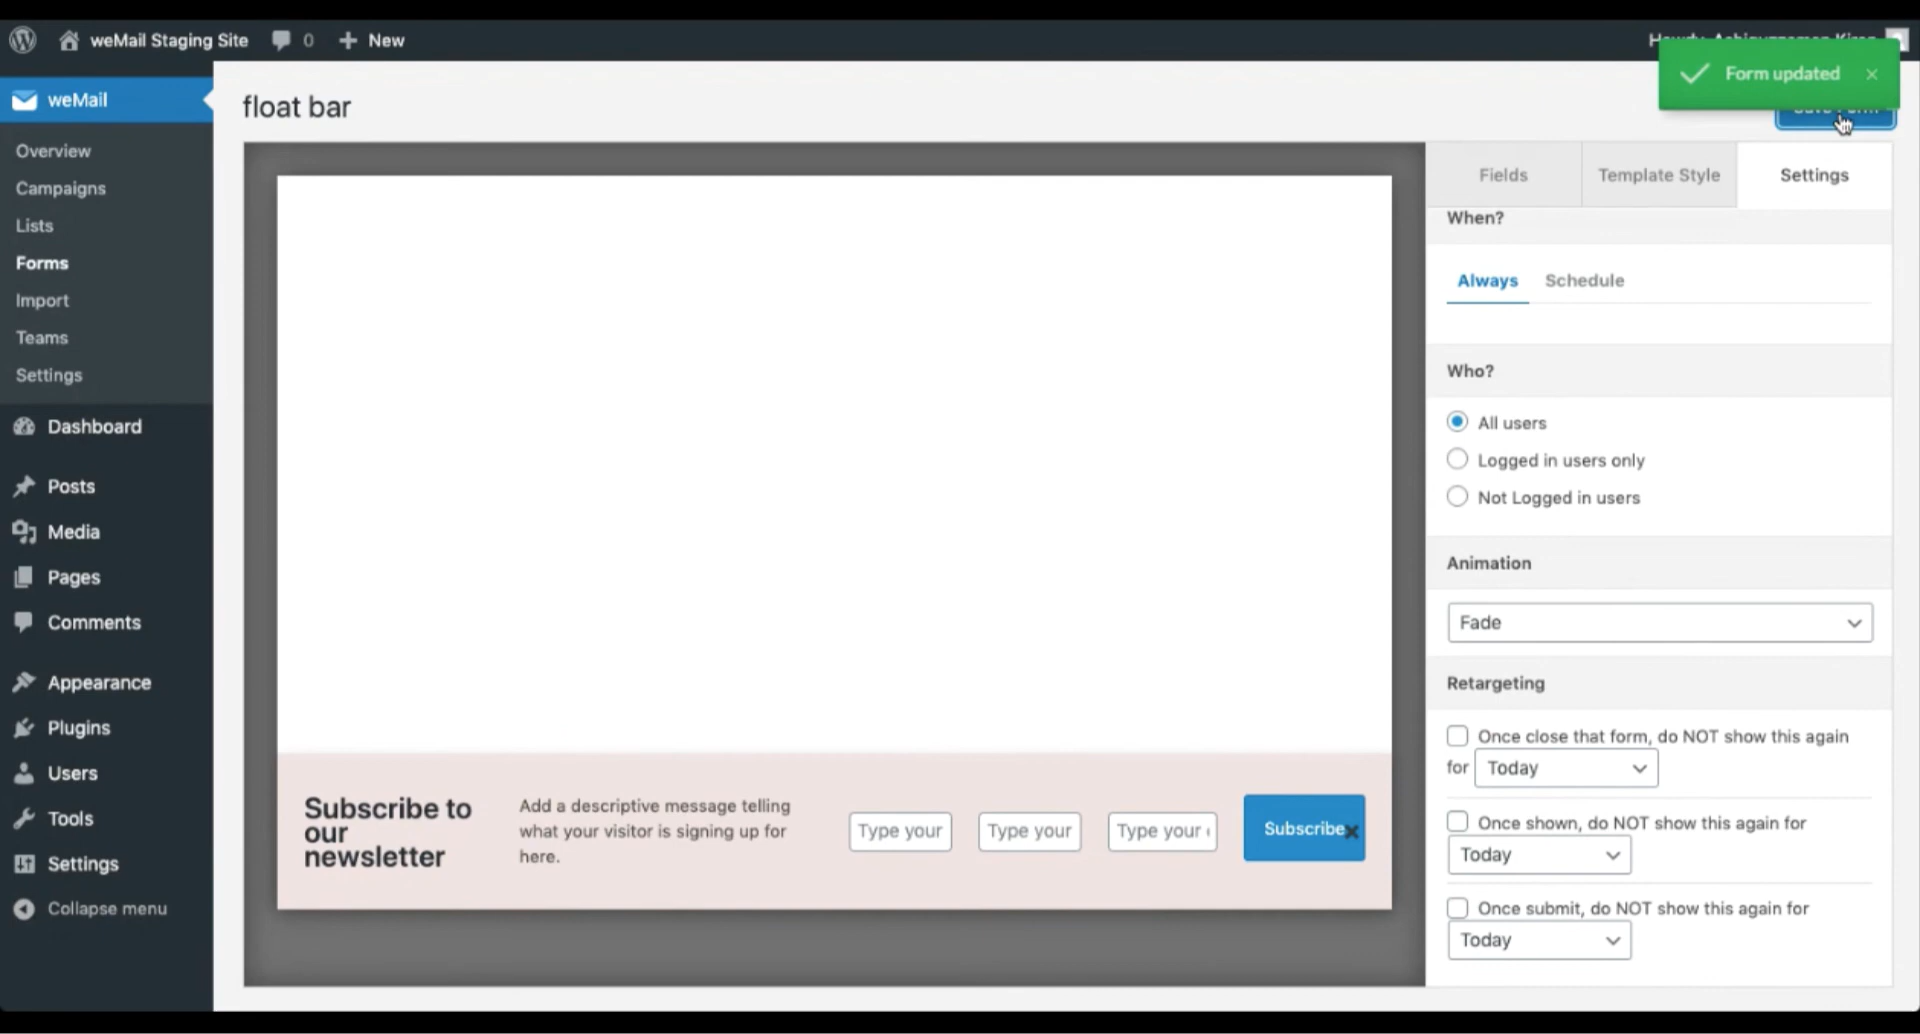 weMail Staging Site
0
New
Form updated
weMail
Overview
Campaigns
Lists
Forms
Import
Teams
Settings
Dashboard
Posts
Media
Pages
Comments
Appearance
Plugins
Users
Tools
Settings
Collapse menu
float bar
Subscribe to
our
newsletter
Add a descriptive message telling
what your visitor is signing up for
here.
Type your
Type your
Type your
Subscribe
Fields
Template Style
Settings
When?
Always
Schedule
Who?
All users
Logged in users only
Not Logged in users
Animation
Fade
Retargeting
Once close that form, do NOT show this again
for Today
Once shown, do NOT show this again for
Today
Once submit, do NOT show this again for
Today